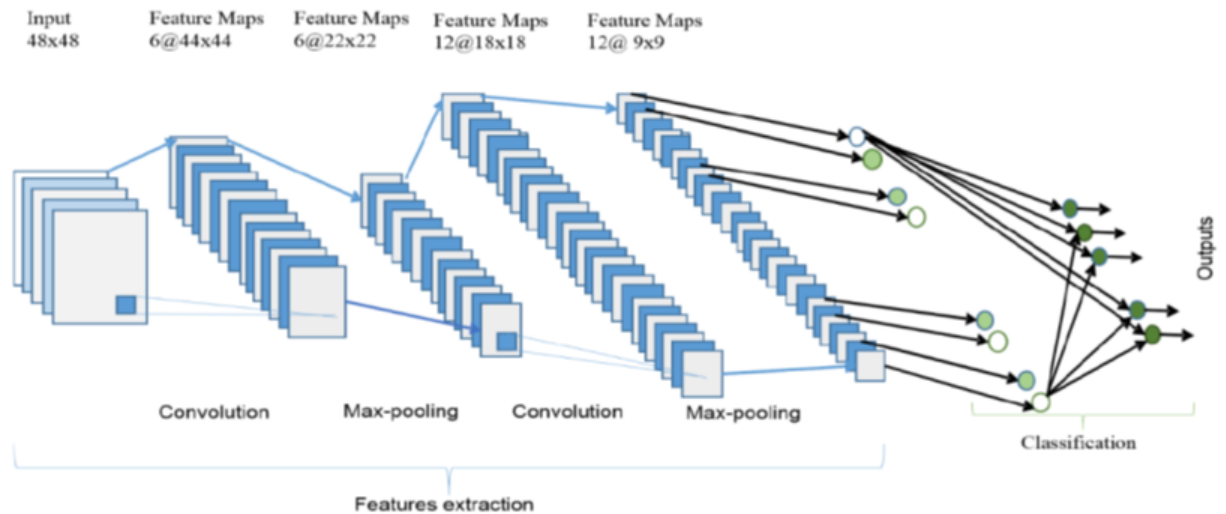 Input
48x48
Feature Maps
6@44x44
Feature Maps
6@22x22
Feature Maps
12@18x18
Feature Maps
12@ 9x9
Outputs
Convolution
Max-pooling
Convolution
Max-pooling
Classification
Features extraction